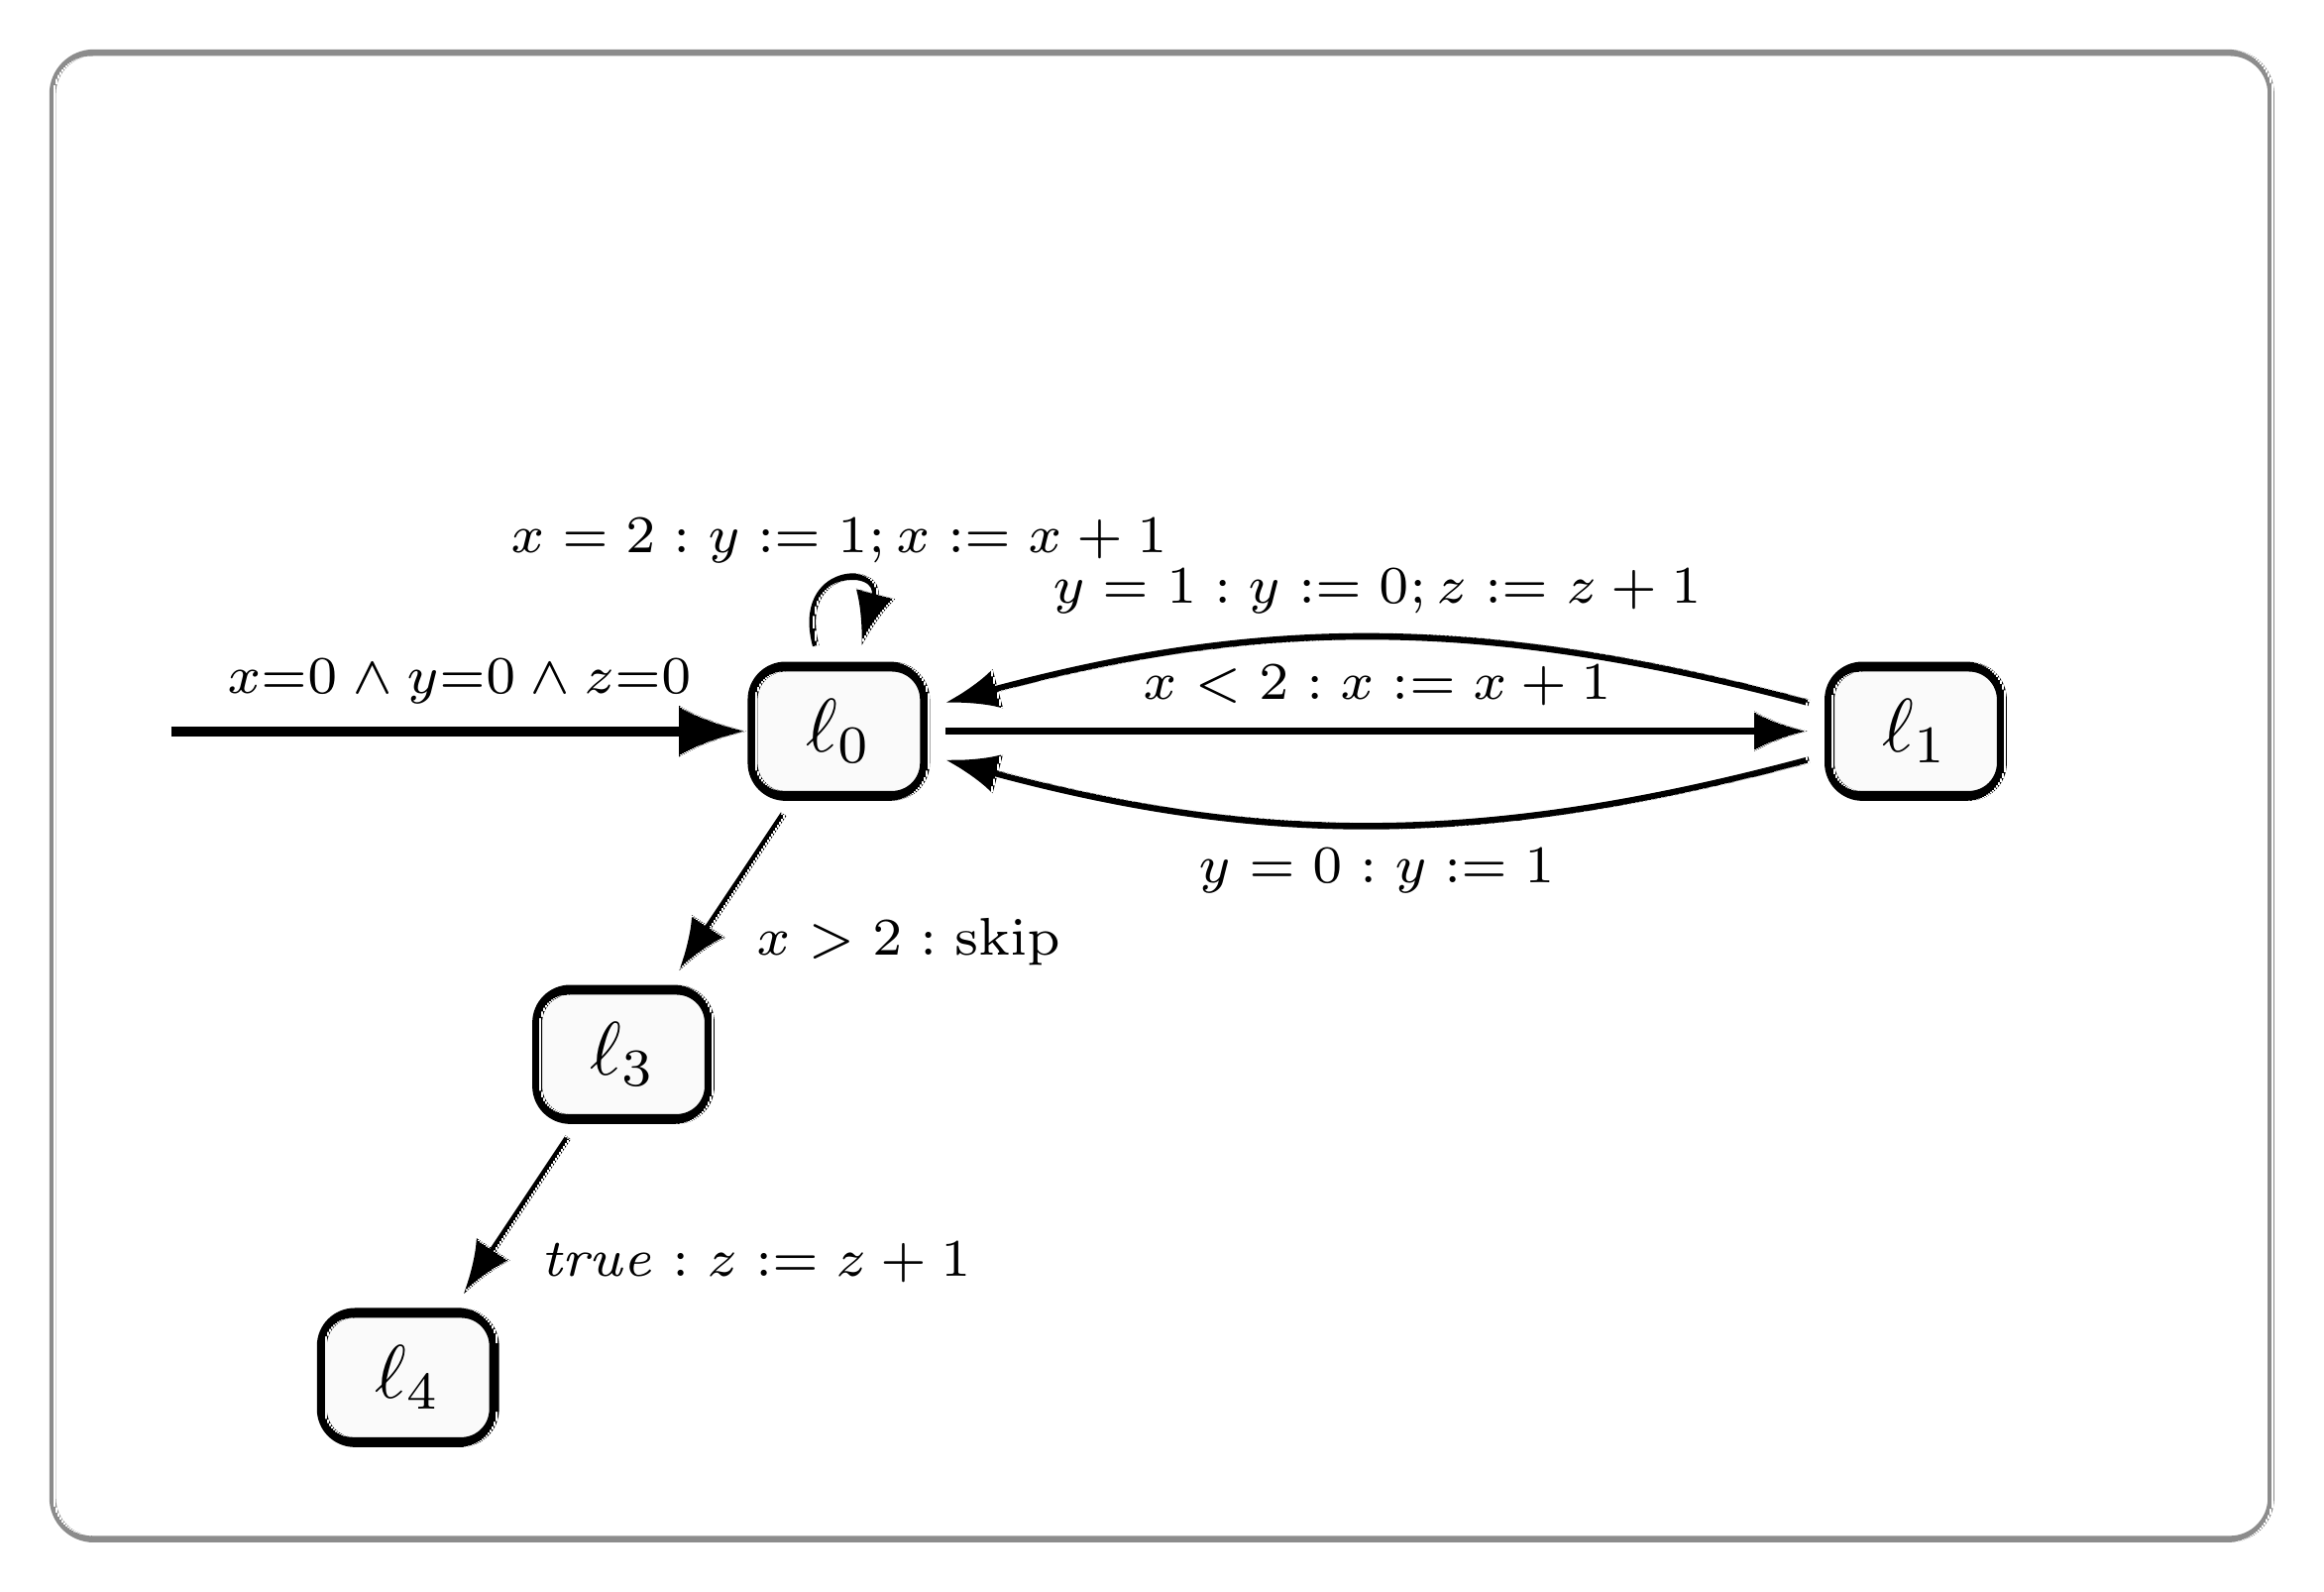 x = 2 : y := 1; x := x + 1
y = 1 : y := 0; z := z + 1
x=0 ∧ y=0 ∧ z=0
x < 2 : x := x + 1
ℓ0
ℓ1
y = 0 : y := 1
x > 2 : skip
ℓ3
true : z := z + 1
ℓ4